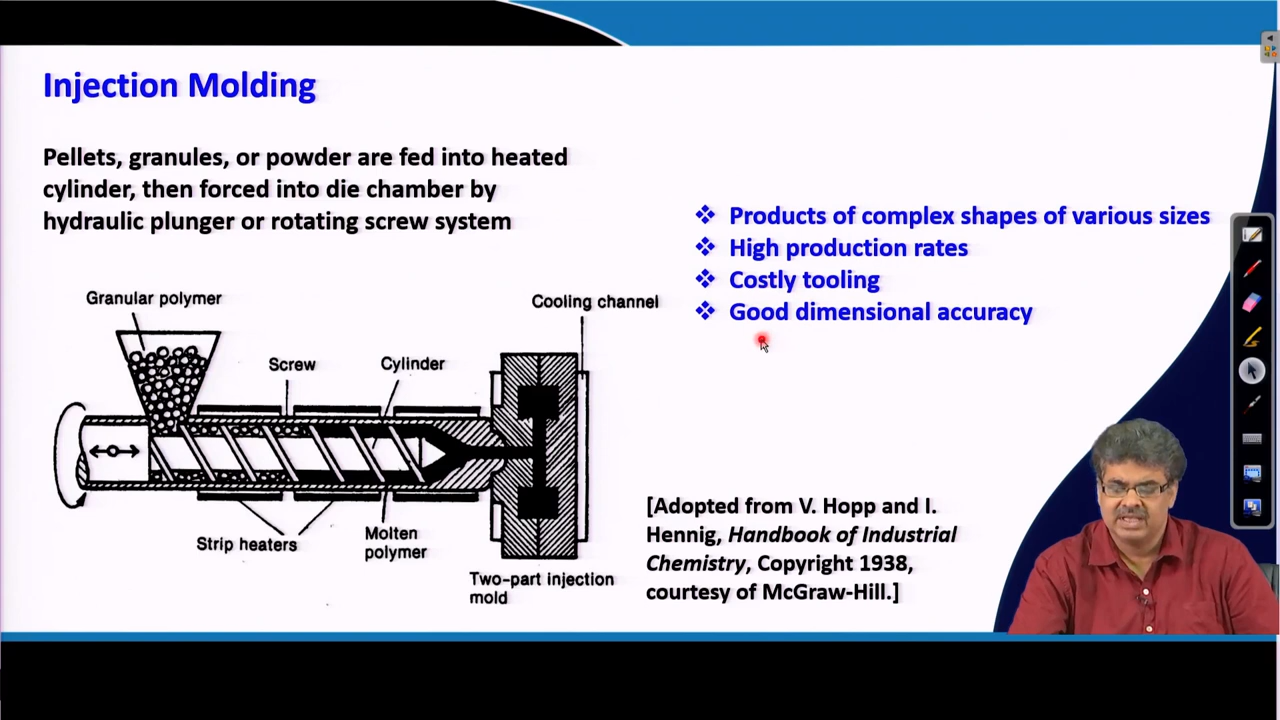 Injection Molding
Pellets, granules, or powder are fed into heated
cylinder, then forced into die chamber by
hydraulic plunger or rotating screw system
❖ Products of complex shapes of various sizes
❖ High production rates
❖ Costly tooling
❖ Good dimensional accuracy
Granular polymer
Cooling channel
Screw
Cylinder
Strip heaters
Molten
polymer
Two-part injection
mold
[Adopted from V. Hopp and I.
Hennig, Handbook of Industrial
Chemistry, Copyright 1938,
courtesy of McGraw-Hill.]